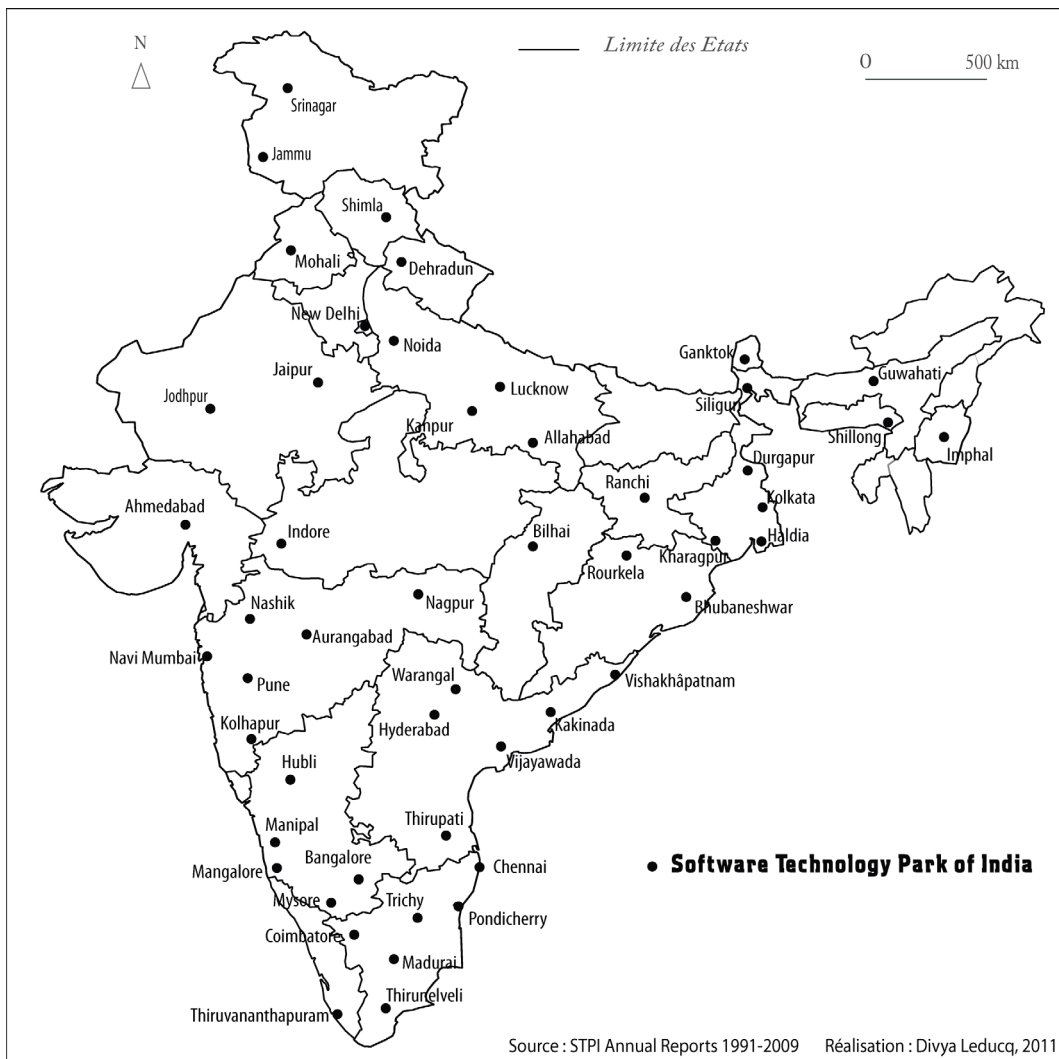 N
Limite des Etats
0 500 km
Srinagar
Jammu
Shimla
Mohali
Dehradun
New Delhi
Noida
Ganktok
Jaipur
Guwahati
Lucknow
Jodhpur
Siliguri
Kanpur
Shillong
Allahabad
Imphal
Durgapur
Ranchi
Kolkata
Ahmedabad
Indore
Bilhai
Haldia
Kharagpur
Rourkela
Nashik
Nagpur
Bhubaneshwar
Aurangabad
Navi Mumbai
Warangal
Vishakhâpatnam
Pune
Kolhapur
Hyderabad
Kakinada
Hubli
Vijayawada
Manipal
Thirupati
Bangalore
Mangalore
Chennai
Software Technology Park of India
Mysore
Trichy
Pondicherry
Coimbatore
Madurai
Thirunelveli
Thiruvananthapuram
Source : STPI Annual Reports 1991-2009 Réalisation : Divya Leducq, 2011